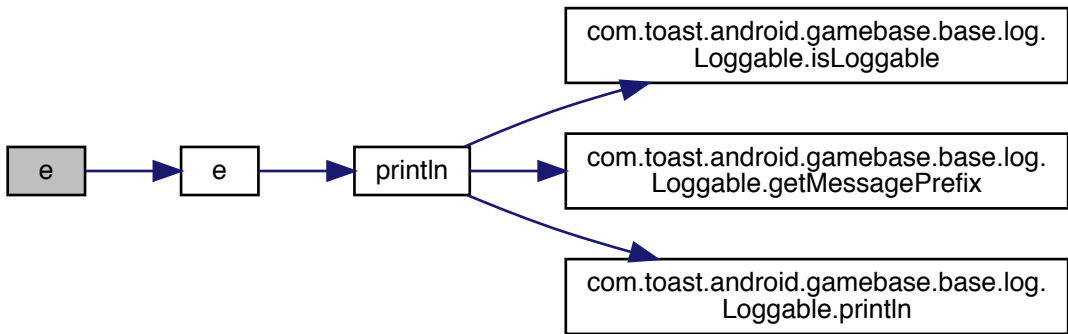 e
e
println
com.toast.android.gamebase.base.log.
Loggable.isLoggable
com.toast.android.gamebase.base.log.
Loggable.getMessagePrefix
com.toast.android.gamebase.base.log.
Loggable.println